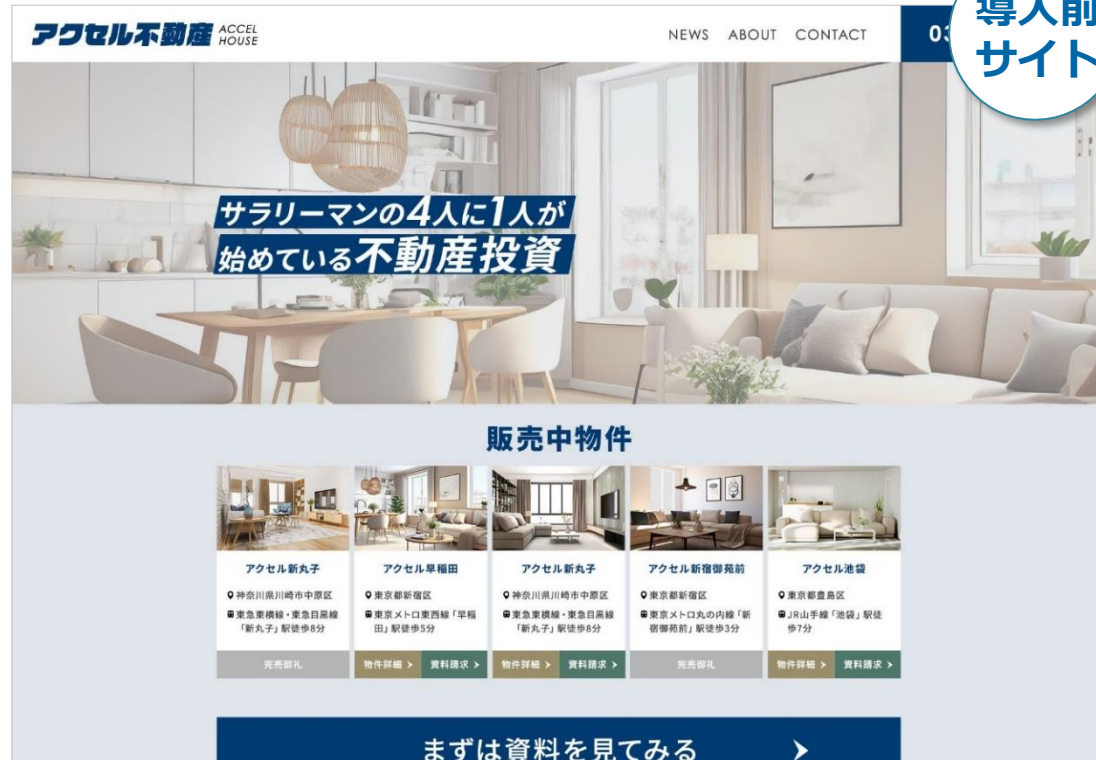 アクセル不動産 ACCEL HOUSE
NEWS ABOUT CONTACT
03
導入前
サイト
サラリーマンの4人に1人が
始めている不動産投資
販売中物件
アクセル新丸子
神奈川県川崎市中原区
東急東横線・東急目黒線
「新丸子」駅徒歩8分
完売御礼
アクセル早稲田
東京都新宿区
東京メトロ東西線「早稲
田」駅徒歩5分
物件詳細 > 資料請求 >
アクセル新丸子
神奈川県川崎市中原区
東急東横線・東急目黒線
「新丸子」駅徒歩8分
物件詳細 > 資料請求 >
アクセル新宿御苑前
東京都新宿区
東京メトロ丸の内線「新
宿御苑前」駅徒歩3分
完売御礼
アクセル池袋
東京都豊島区
JR山手線「池袋」駅徒
歩7分
物件詳細 > 資料請求 >
まずは資料を見てみる >